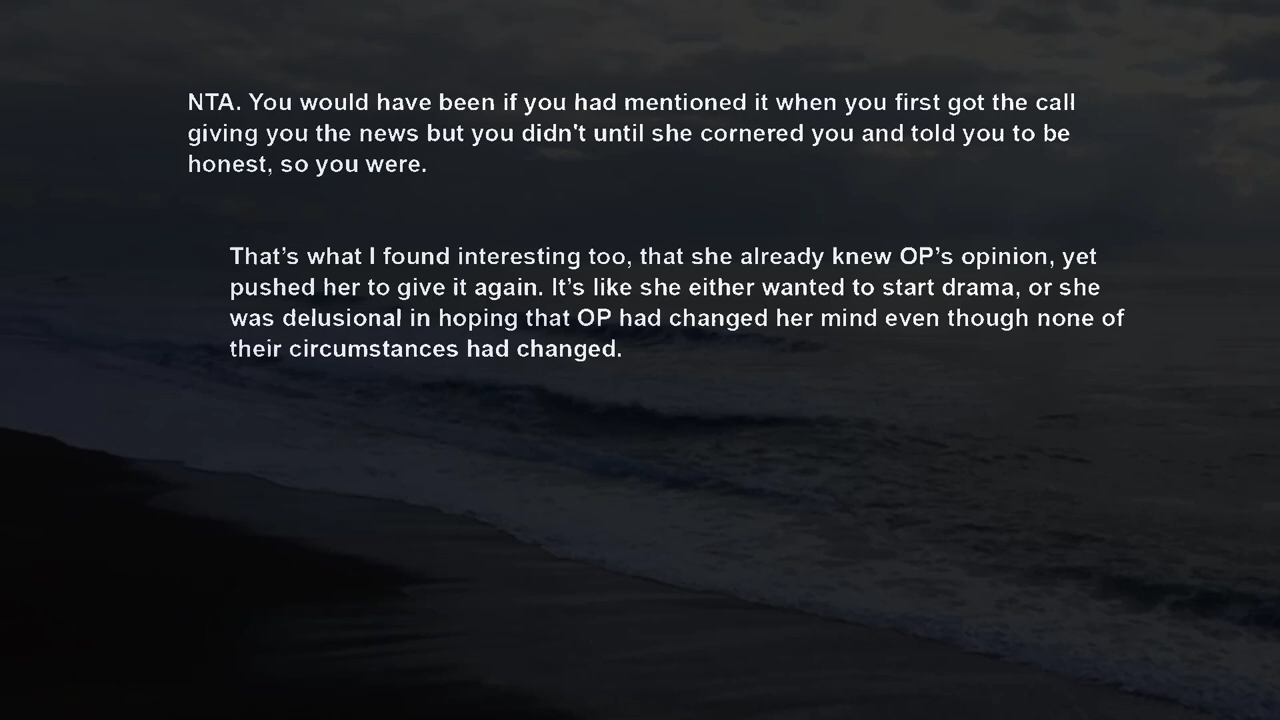 NTA. You would have been if you had mentioned it when you first got the call
giving you the news but you didn't until she cornered you and told you to be
honest, so you were.
That’s what I found interesting too, that she already knew OP’s opinion, yet
pushed her to give it again. It’s like she either wanted to start drama, or she
was delusional in hoping that OP had changed her mind even though none of
their circumstances had changed.